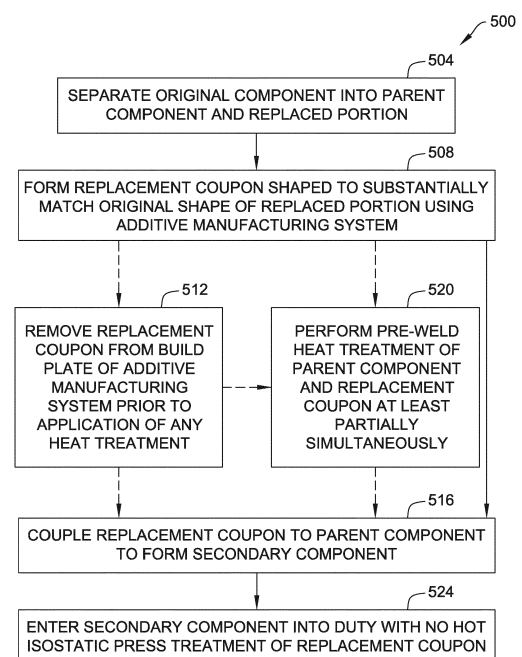 500
504
SEPARATE ORIGINAL COMPONENT INTO PARENT
COMPONENT AND REPLACED PORTION
508
FORM REPLACEMENT COUPON SHAPED TO SUBSTANTIALLY
MATCH ORIGINAL SHAPE OF REPLACED PORTION USING
ADDITIVE MANUFACTURING SYSTEM
512
REMOVE REPLACEMENT
COUPON FROM BUILD
PLATE OF ADDITIVE
MANUFACTURING
SYSTEM PRIOR TO
APPLICATION OF ANY
HEAT TREATMENT
520
PERFORM PRE-WELD
HEAT TREATMENT OF
PARENT COMPONENT
AND REPLACEMENT
COUPON AT LEAST
PARTIALLY
SIMULTANEOUSLY
516
COUPLE REPLACEMENT COUPON TO PARENT COMPONENT
TO FORM SECONDARY COMPONENT
524
ENTER SECONDARY COMPONENT INTO DUTY WITH NO HOT
ISOSTATIC PRESS TREATMENT OF REPLACEMENT COUPON